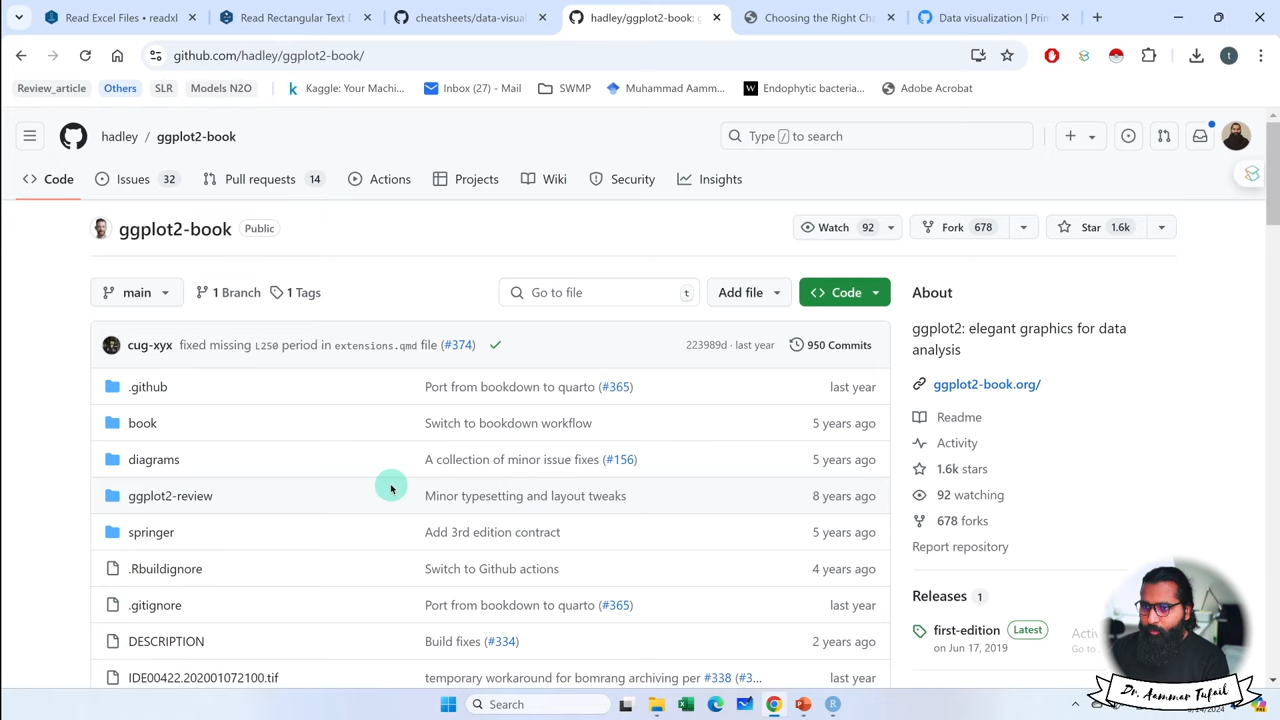 Read Excel Files • readxl
Read Rectangular Text D
cheatsheets/data-visual
hadley/ggplot2-book: g
Choosing the Right Cha
Data visualization | Prin
github.com/hadley/ggplot2-book/
t
Review_article
Others
SLR
Models N2O
Kaggle: Your Machi...
Inbox (27) - Mail
SWMP
Muhammad Aamm...
Endophytic bacteria...
Adobe Acrobat
hadley / ggplot2-book
Type / to search
Code
Issues 32
Pull requests 14
Actions
Projects
Wiki
Security
Insights
ggplot2-book Public
Watch 92
Fork 678
Star 1.6k
main
1 Branch
1 Tags
Go to file t
Add file
Code
About
ggplot2: elegant graphics for data
analysis
cug-xyx fixed missing L250 period in extensions.qmd file (#374)
223989d · last year
950 Commits
.github Port from bookdown to quarto (#365) last year
ggplot2-book.org/
book Switch to bookdown workflow 5 years ago
Readme
Activity
diagrams A collection of minor issue fixes (#156) 5 years ago
1.6k stars
ggplot2-review Minor typesetting and layout tweaks 8 years ago
92 watching
678 forks
springer Add 3rd edition contract 5 years ago
Report repository
.Rbuildignore Switch to Github actions 4 years ago
Releases 1
.gitignore Port from bookdown to quarto (#365) last year
first-edition Latest
on Jun 17, 2019
Activ
Go to
DESCRIPTION Build fixes (#334) 2 years ago
IDE00422.202001072100.tif temporary workaround for bomrang archiving per #338 (#3... last year
Search
Dr. Aammar Tufail